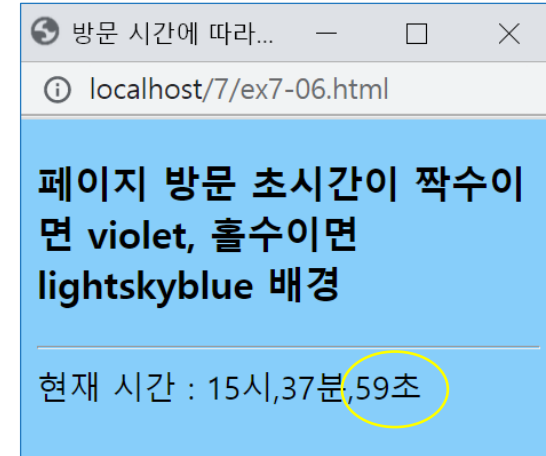 방문 시간에 따라...
localhost/7/ex7-06.html
페이지 방문 초시간이 짝수이
면 violet, 홀수이면
lightskyblue 배경
현재 시간 : 15시,37분,59초